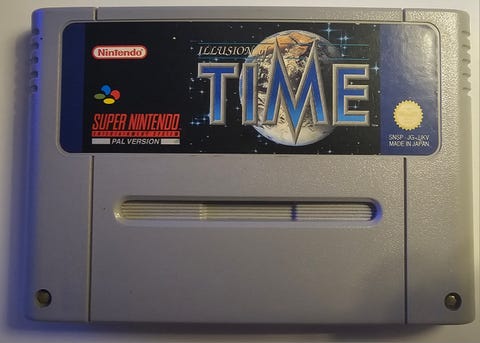 Nintendo
ILLUSION of
TIME
SUPER NINTENDO
ENTERTAINMENT SYSTEM
PAL VERSION
SNSP - JG - UKV
MADE IN JAPAN